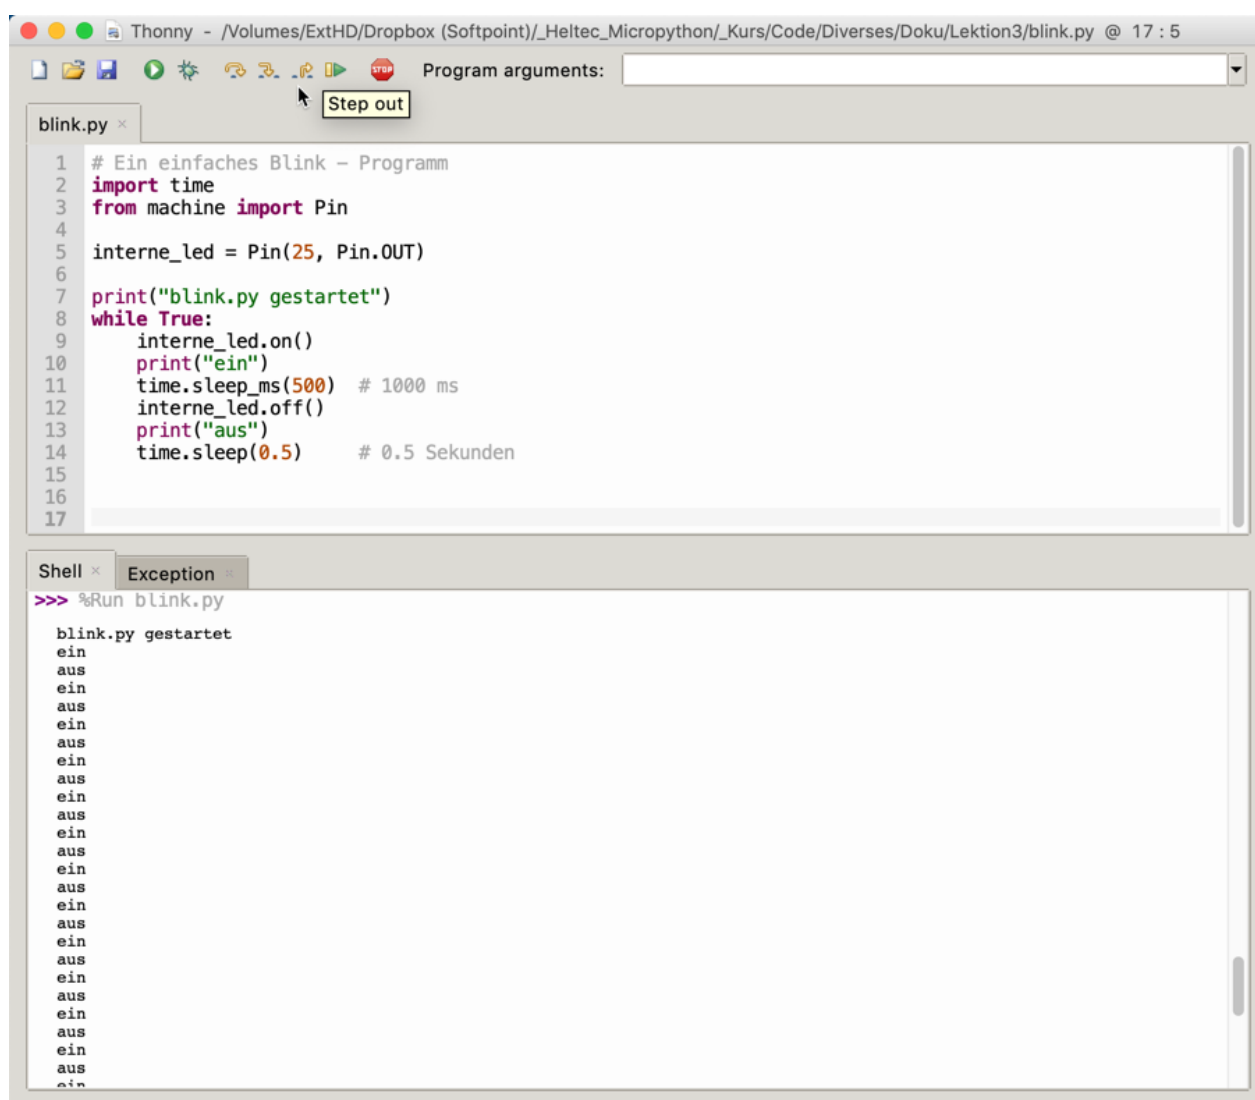 Thonny - /Volumes/ExtHD/Dropbox (Softpoint)/_Heltec_Micropython/_Kurs/Code/Diverses/Doku/Lektion3/blink.py @ 17 : 5
STOP Program arguments:
Step out
blink.py ×
1 # Ein einfaches Blink – Programm
2 import time
3 from machine import Pin
4
5 interne_led = Pin(25, Pin.OUT)
6
7 print("blink.py gestartet")
8 while True:
9     interne_led.on()
10     print("ein")
11     time.sleep_ms(500)  # 1000 ms
12     interne_led.off()
13     print("aus")
14     time.sleep(0.5)     # 0.5 Sekunden
15
16
17
Shell × Exception ×
>>> %Run blink.py
blink.py gestartet
ein
aus
ein
aus
ein
aus
ein
aus
ein
aus
ein
aus
ein
aus
ein
aus
ein
aus
ein
aus
ein
aus
ein
aus
ein